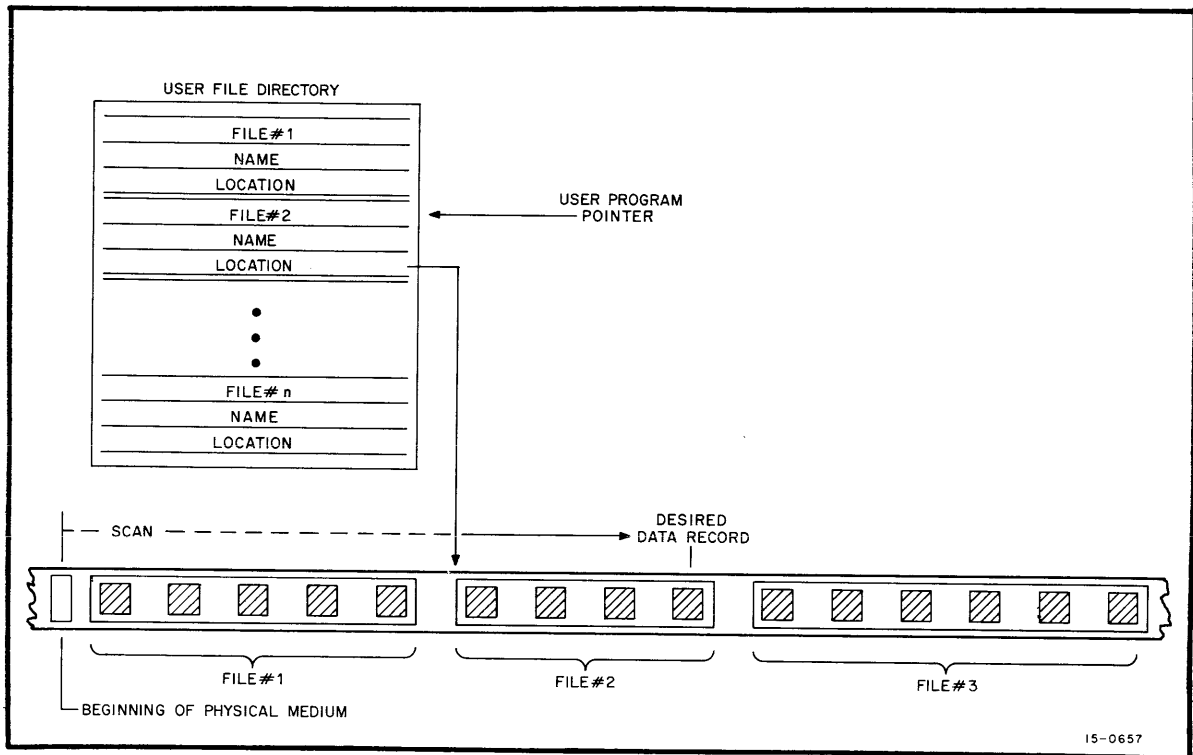 USER FILE DIRECTORY
FILE#1
NAME
LOCATION
FILE#2
NAME
LOCATION
FILE# n
NAME
LOCATION
USER PROGRAM
POINTER
SCAN
DESIRED
DATA RECORD
FILE#1
FILE#2
FILE#3
BEGINNING OF PHYSICAL MEDIUM
15-0657